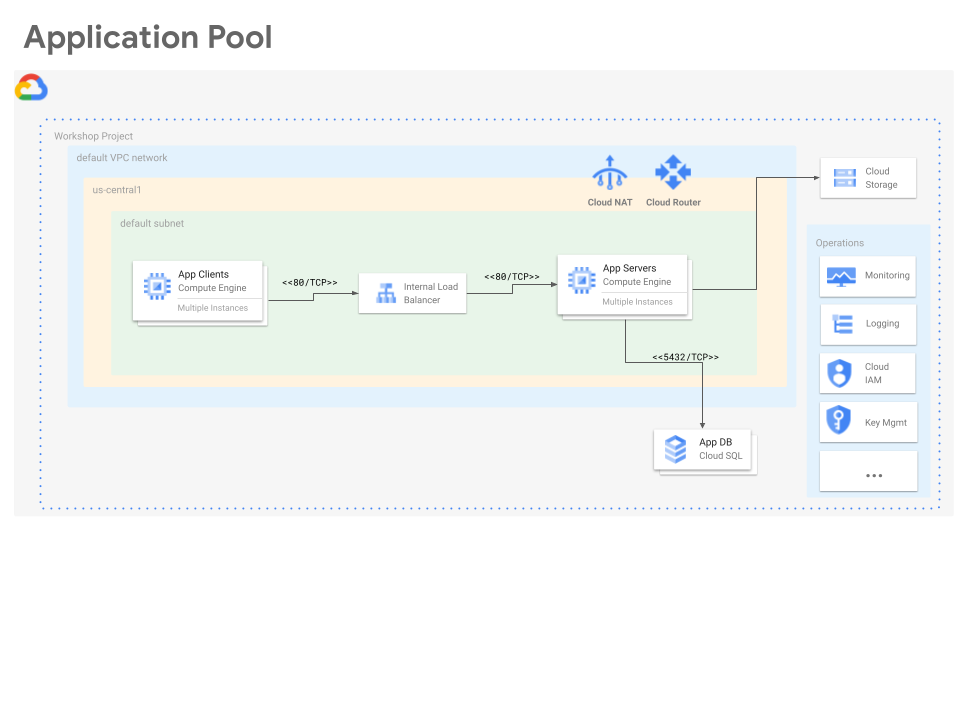 Application Pool
Workshop Project
default VPC network
us-central1
Cloud NAT
Cloud Router
default subnet
App Clients
Compute Engine
Multiple Instances
<<80/TCP>>
Internal Load
Balancer
<<80/TCP>>
App Servers
Compute Engine
Multiple Instances
<<5432/TCP>>
App DB
Cloud SQL
Cloud
Storage
Operations
Monitoring
Logging
Cloud
IAM
Key Mgmt
...